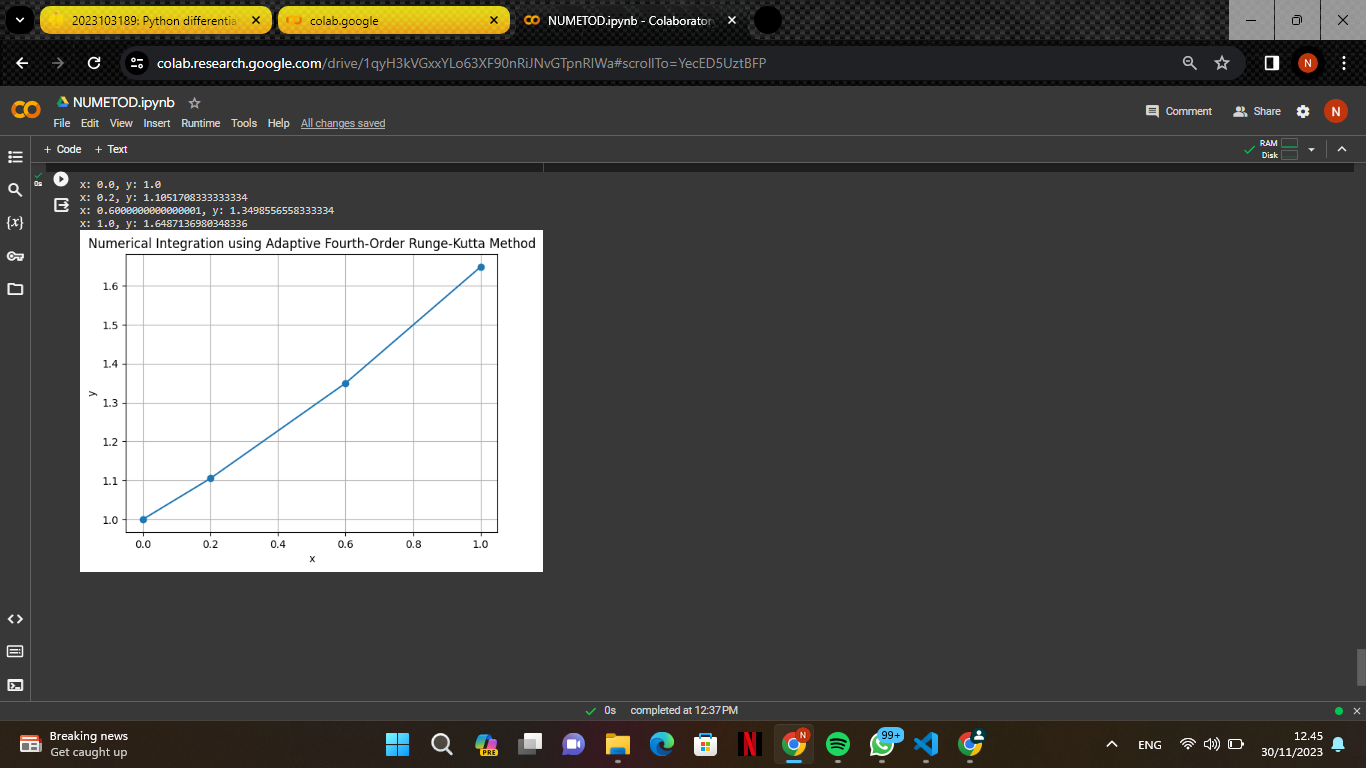 2023103189: Python differentia
colab.google
NUMETOD.ipynb - Colaborator
colab.research.google.com/drive/1qyH3kVGxxYLo63XF90nRiJNvGTpnRIWa#scrollTo=YecED5UztBFP
N
NUMETOD.ipynb
Comment
Share
N
File Edit View Insert Runtime Tools Help All changes saved
+ Code + Text
RAM
Disk
0s
x: 0.0, y: 1.0
x: 0.2, y: 1.1051708333333334
x: 0.6000000000000001, y: 1.3498556558333334
x: 1.0, y: 1.6487136980348336
{x}
Numerical Integration using Adaptive Fourth-Order Runge-Kutta Method
1.6
1.5
1.4
1.3
y
1.2
1.1
1.0
0.0 0.2 0.4 0.6 0.8 1.0
x
0s completed at 12:37 PM
Breaking news
Get caught up
PRE
N
N
99+
ENG
12.45
30/11/2023